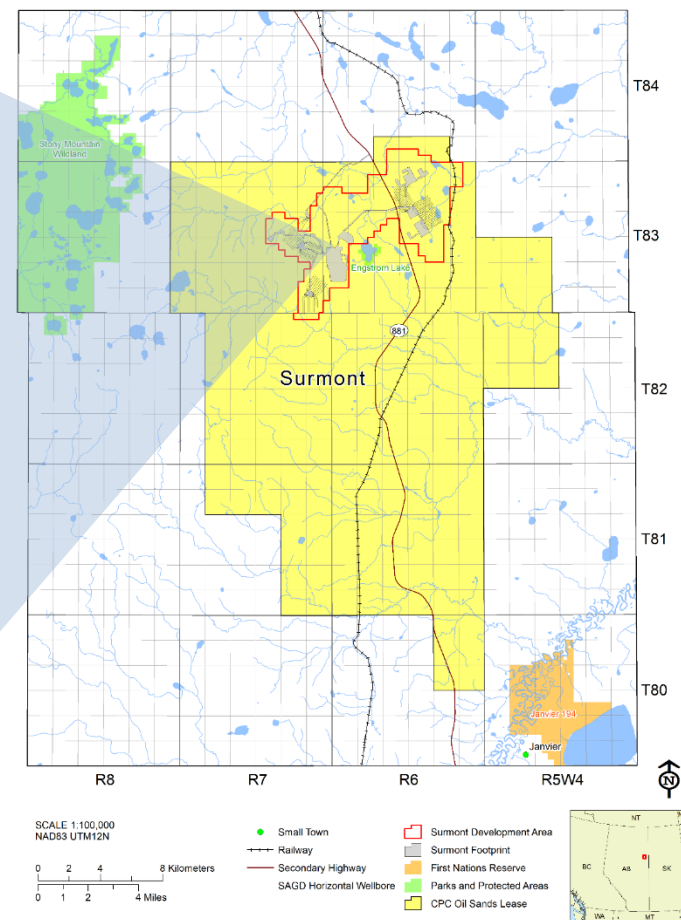 T84
Stony Mountain
Wildland
T83
Engstrom Lake
881
Surmont
T82
T81
T80
Janvier 194
Janvier
R8
R7
R6
R5W4
N
SCALE 1:100,000
NAD83 UTM12N
0 2 4 8 Kilometers
0 1 2 4 Miles
Small Town
Railway
Secondary Highway
SAGD Horizontal Wellbore
Surmont Development Area
Surmont Footprint
First Nations Reserve
Parks and Protected Areas
CPC Oil Sands Lease
NT
BC
AB
SK
WA
MT